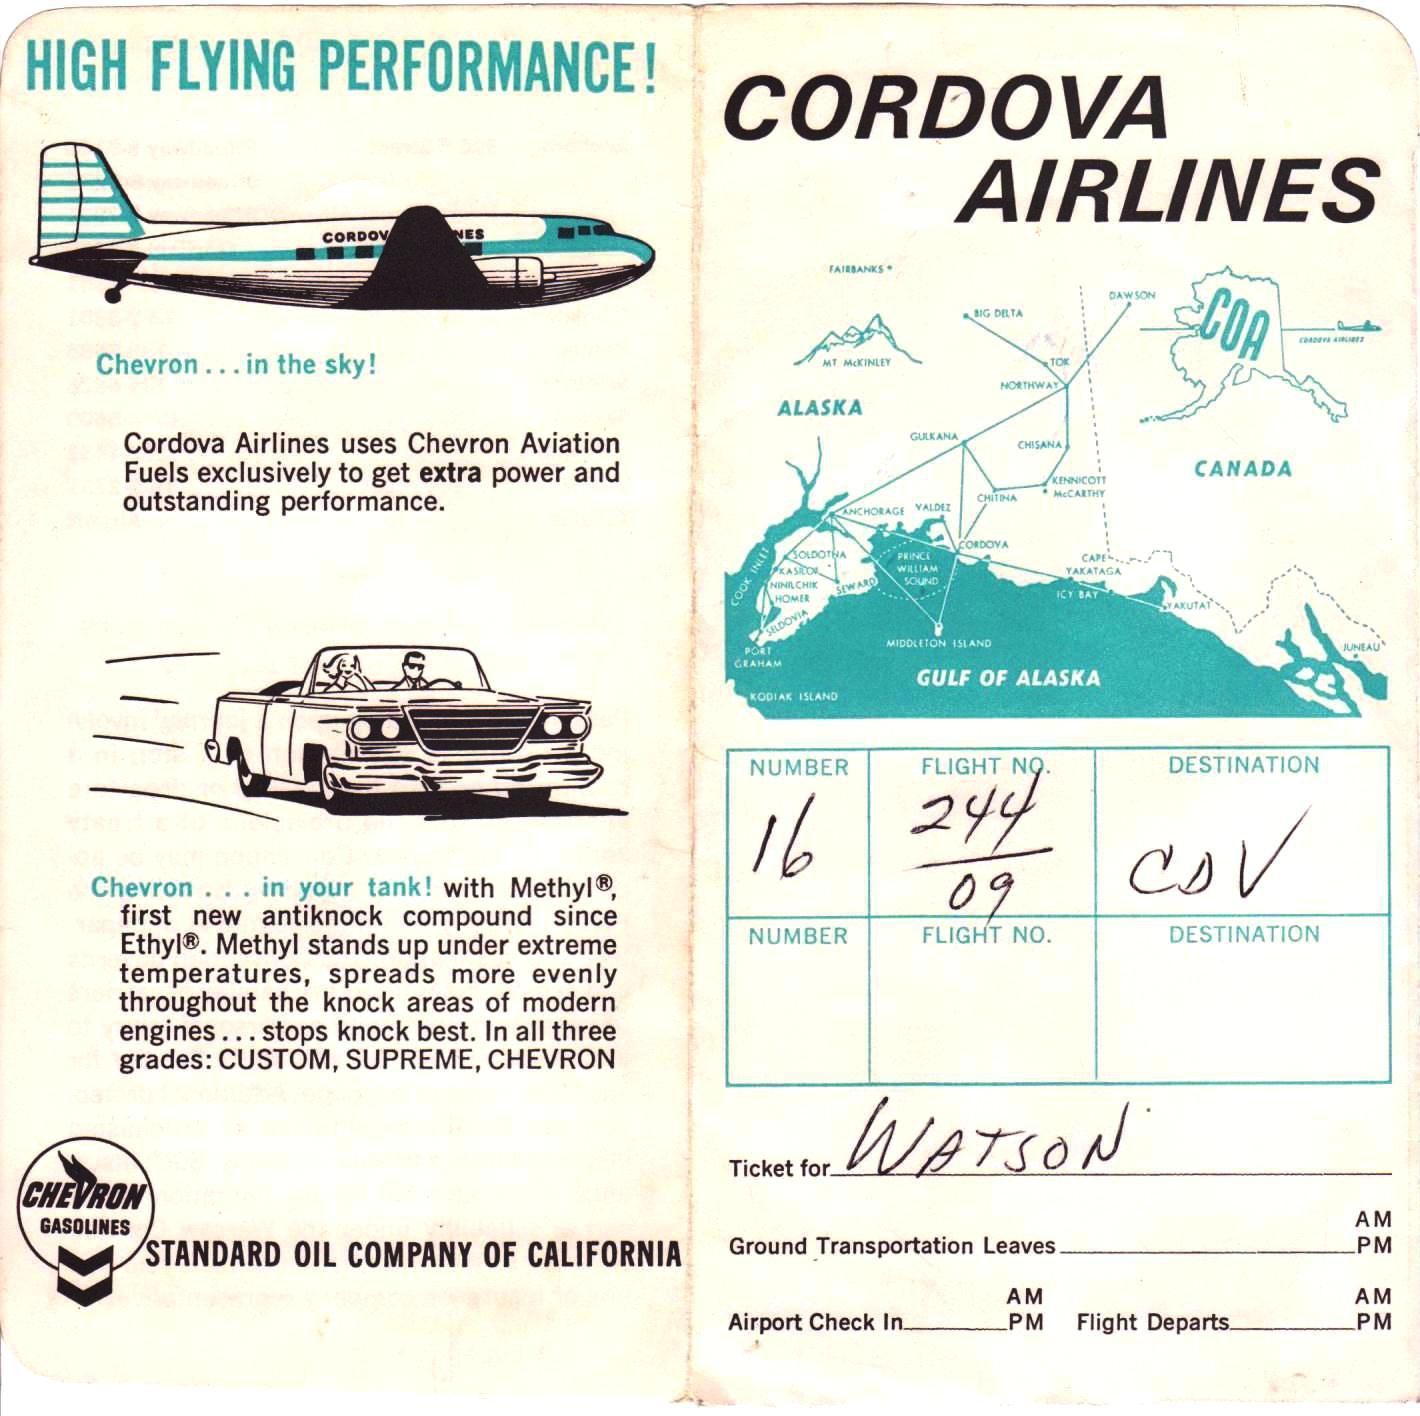 HIGH FLYING PERFORMANCE!
CORDOV NES
Chevron . . . in the sky!
Cordova Airlines uses Chevron Aviation
Fuels exclusively to get extra power and
outstanding performance.
Chevron . . . in your tank! with Methyl®,
first new antiknock compound since
Ethyl®. Methyl stands up under extreme
temperatures, spreads more evenly
throughout the knock areas of modern
engines . . . stops knock best. In all three
grades: CUSTOM, SUPREME, CHEVRON
CHEVRON
GASOLINES
STANDARD OIL COMPANY OF CALIFORNIA
CORDOVA
AIRLINES
FAIRBANKS
DAWSON
BIG DELTA
COA
CORDOVA AIRLINES
MT McKINLEY
TOK
NORTHWAY
ALASKA
GULKANA
CHISANA
CANADA
KENNICOTT
McCARTHY
CHITINA
ANCHORAGE
VALDEZ
CORDOVA
SOLDOTNA
PRINCE
WILLIAM
SOUND
CAPE
YAKATAGA
KASILOF
NINILCHIK
HOMER
SEWARD
COOK INLET
ICY BAY
YAKUTAT
SELDOVIA
MIDDLETON ISLAND
JUNEAU
PORT
GRAHAM
GULF OF ALASKA
KODIAK ISLAND
NUMBER FLIGHT NO. DESTINATION
16 244 CDV
09
NUMBER FLIGHT NO. DESTINATION
Ticket for WATSON
AM
Ground Transportation Leaves PM
AM AM
Airport Check In PM Flight Departs PM